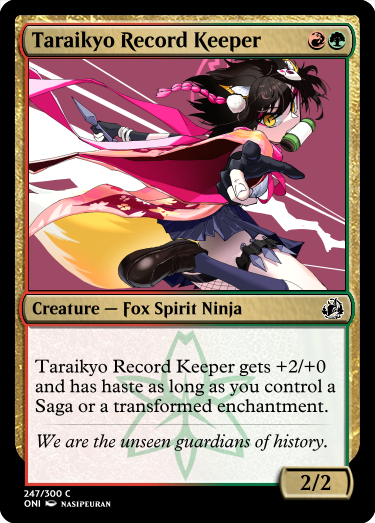 Taraikyo Record Keeper
Creature — Fox Spirit Ninja
Taraikyo Record Keeper gets +2/+0
and has haste as long as you control a
Saga or a transformed enchantment.
We are the unseen guardians of history.
2/2
247/300 C
ONI NASIPEURAN